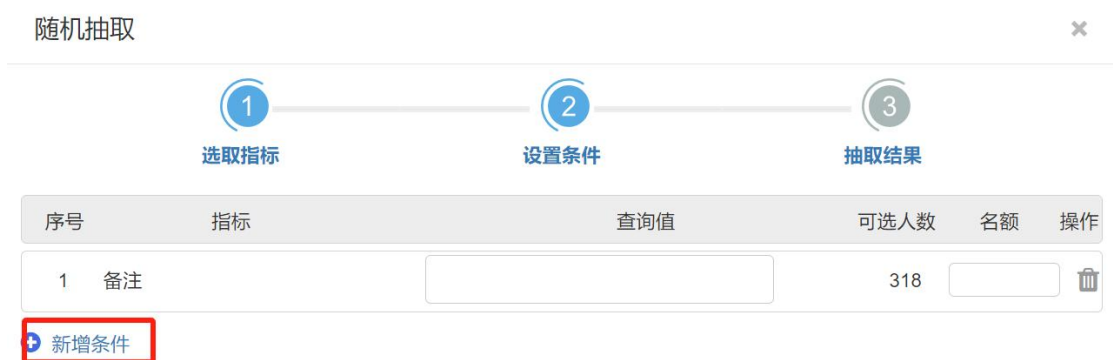 随机抽取 ×
1 2 3
选取指标 设置条件 抽取结果
序号 指标 查询值 可选人数 名额 操作
1 备注 318
新增条件